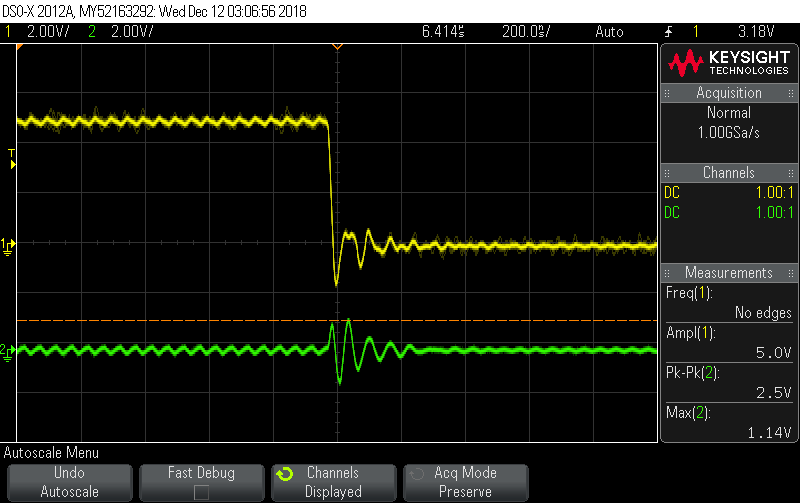 DSO-X 2012A, MY52163292: Wed Dec 12 03:06:56 2018
1 2.00V/ 2 2.00V/ 6.414µs 200.0ns/ Auto 1 3.18V
KEYSIGHT
TECHNOLOGIES
Acquisition
Normal
1.00GSa/s
Channels
DC 1.00:1
DC 1.00:1
Measurements
Freq(1):
No edges
Ampl(1):
5.0V
Pk-Pk(2):
2.5V
Max(2):
1.14V
T
1
2
Autoscale Menu
Undo
Autoscale
Fast Debug
Channels
Displayed
Acq Mode
Preserve